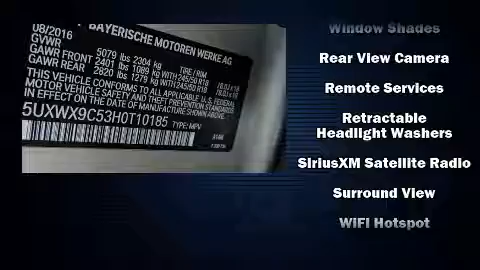 BAYERISCHE MOTOREN WERKE AG
08/2016
GVWR 5079 lbs 2304 kg
GAWR FRONT 2401 lbs 1089 kg TIRE/RIM
GAWR REAR 2820 lbs 1279 kg
THIS VEHICLE CONFORMS TO ALL APPLICABLE U.S. FEDERAL
MOTOR VEHICLE SAFETY AND THEFT PREVENTION STANDARDS
IN EFFECT ON THE DATE OF MANUFACTURE SHOWN ABOVE.
5UXWX9C53H0T10185 TYPE: MPV
Window Shades
Rear View Camera
Remote Services
Retractable
Headlight Washers
SiriusXM Satellite Radio
Surround View
WiFI Hotspot